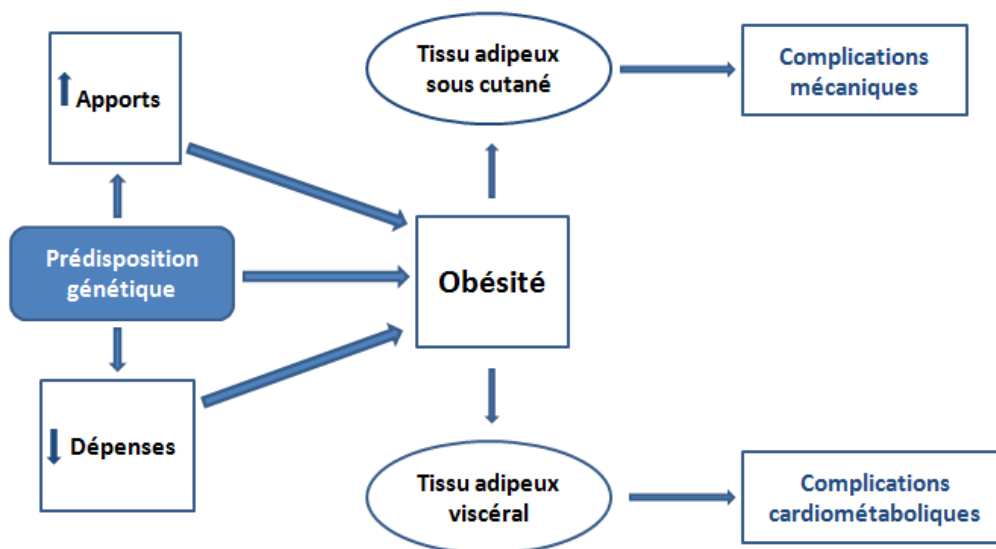 Apports
Prédisposition
génétique
Dépenses
Obésité
Tissu adipeux
sous cutané
Complications
mécaniques
Tissu adipeux
viscéral
Complications
cardiométaboliques